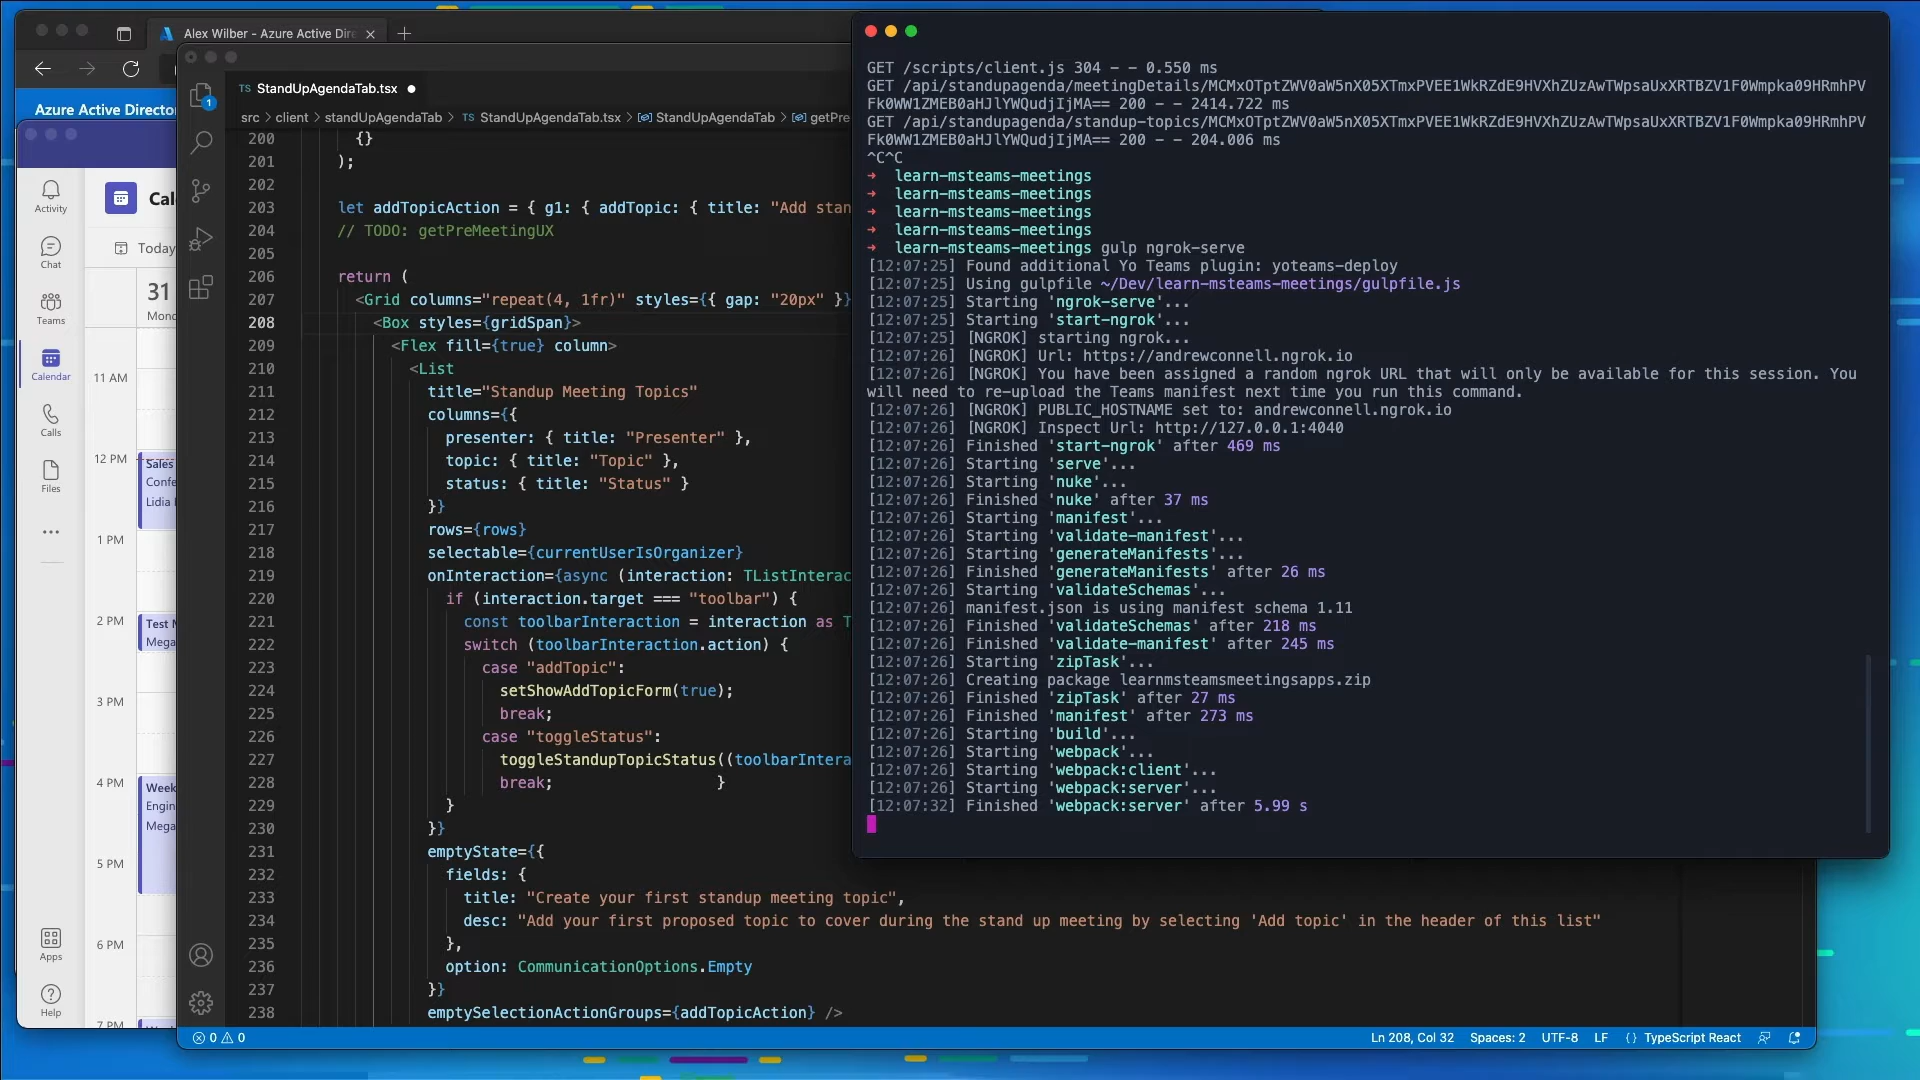 Alex Wilber - Azure Active Dire
Azure Active Directo
Activity
Chat
Teams
Calendar
Calls
Files
Apps
Help
Cal
Today
31
Mon
11 AM
12 PM
1 PM
2 PM
3 PM
4 PM
5 PM
6 PM
7 PM
Sales
Confe
Lidia
Test M
Mega
Week
Engin
Mega
1
TS StandUpAgendaTab.tsx
src > client > standUpAgendaTab > TS StandUpAgendaTab.tsx > StandUpAgendaTab > getPre
200 {}
201 );
202
203 let addTopicAction = { g1: { addTopic: { title: "Add stan
204 // TODO: getPreMeetingUX
205
206 return (
207 <Grid columns="repeat(4, 1fr)" styles={{ gap: "20px" }}
208 <Box styles={gridSpan}>
209 <Flex fill={true} column>
210 <List
211 title="Standup Meeting Topics"
212 columns={{
213 presenter: { title: "Presenter" },
214 topic: { title: "Topic" },
215 status: { title: "Status" }
216 }}
217 rows={rows}
218 selectable={currentUserIsOrganizer}
219 onInteraction={async (interaction: TListInterac
220 if (interaction.target === "toolbar") {
221 const toolbarInteraction = interaction as T
222 switch (toolbarInteraction.action) {
223 case "addTopic":
224 setShowAddTopicForm(true);
225 break;
226 case "toggleStatus":
227 toggleStandupTopicStatus((toolbarIntera
228 break; }
229 }
230 }}
231 emptyState={{
232 fields: {
233 title: "Create your first standup meeting topic",
234 desc: "Add your first proposed topic to cover during the stand up meeting by selecting 'Add topic' in the header of this list"
235 },
236 option: CommunicationOptions.Empty
237 }}
238 emptySelectionActionGroups={addTopicAction} />
0 0
Ln 208, Col 32 Spaces: 2 UTF-8 LF {} TypeScript React
GET /scripts/client.js 304 - - 0.550 ms
GET /api/standupagenda/meetingDetails/MCMxOTptZWV0aW5nX05XTmxPVEE1WkRZdE9HVXhZUzAwTWpsaUxXRTBZV1F0Wmpka09HRmhPV
Fk0WW1ZMEB0aHJlYWQudjIjMA== 200 - - 2414.722 ms
GET /api/standupagenda/standup-topics/MCMxOTptZWV0aW5nX05XTmxPVEE1WkRZdE9HVXhZUzAwTWpsaUxXRTBZV1F0Wmpka09HRmhPV
Fk0WW1ZMEB0aHJlYWQudjIjMA== 200 - - 204.006 ms
^C^C
➜ learn-msteams-meetings
➜ learn-msteams-meetings
➜ learn-msteams-meetings
➜ learn-msteams-meetings
➜ learn-msteams-meetings gulp ngrok-serve
[12:07:25] Found additional Yo Teams plugin: yoteams-deploy
[12:07:25] Using gulpfile ~/Dev/learn-msteams-meetings/gulpfile.js
[12:07:25] Starting 'ngrok-serve'...
[12:07:25] Starting 'start-ngrok'...
[12:07:25] [NGROK] starting ngrok...
[12:07:26] [NGROK] Url: https://andrewconnell.ngrok.io
[12:07:26] [NGROK] You have been assigned a random ngrok URL that will only be available for this session. You
will need to re-upload the Teams manifest next time you run this command.
[12:07:26] [NGROK] PUBLIC_HOSTNAME set to: andrewconnell.ngrok.io
[12:07:26] [NGROK] Inspect Url: http://127.0.0.1:4040
[12:07:26] Finished 'start-ngrok' after 469 ms
[12:07:26] Starting 'serve'...
[12:07:26] Starting 'nuke'...
[12:07:26] Finished 'nuke' after 37 ms
[12:07:26] Starting 'manifest'...
[12:07:26] Starting 'validate-manifest'...
[12:07:26] Starting 'generateManifests'...
[12:07:26] Finished 'generateManifests' after 26 ms
[12:07:26] Starting 'validateSchemas'...
[12:07:26] manifest.json is using manifest schema 1.11
[12:07:26] Finished 'validateSchemas' after 218 ms
[12:07:26] Finished 'validate-manifest' after 245 ms
[12:07:26] Starting 'zipTask'...
[12:07:26] Creating package learnmsteamsmeetingsapps.zip
[12:07:26] Finished 'zipTask' after 27 ms
[12:07:26] Finished 'manifest' after 273 ms
[12:07:26] Starting 'build'...
[12:07:26] Starting 'webpack'...
[12:07:26] Starting 'webpack:client'...
[12:07:26] Starting 'webpack:server'...
[12:07:32] Finished 'webpack:server' after 5.99 s